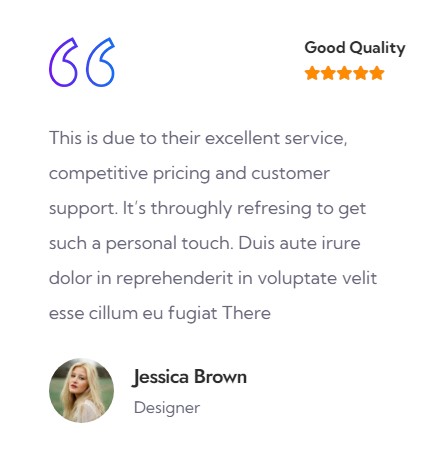 Good Quality
This is due to their excellent service,
competitive pricing and customer
support. It's throughly refresing to get
such a personal touch. Duis aute irure
dolor in reprehenderit in voluptate velit
esse cillum eu fugiat There
Jessica Brown
Designer